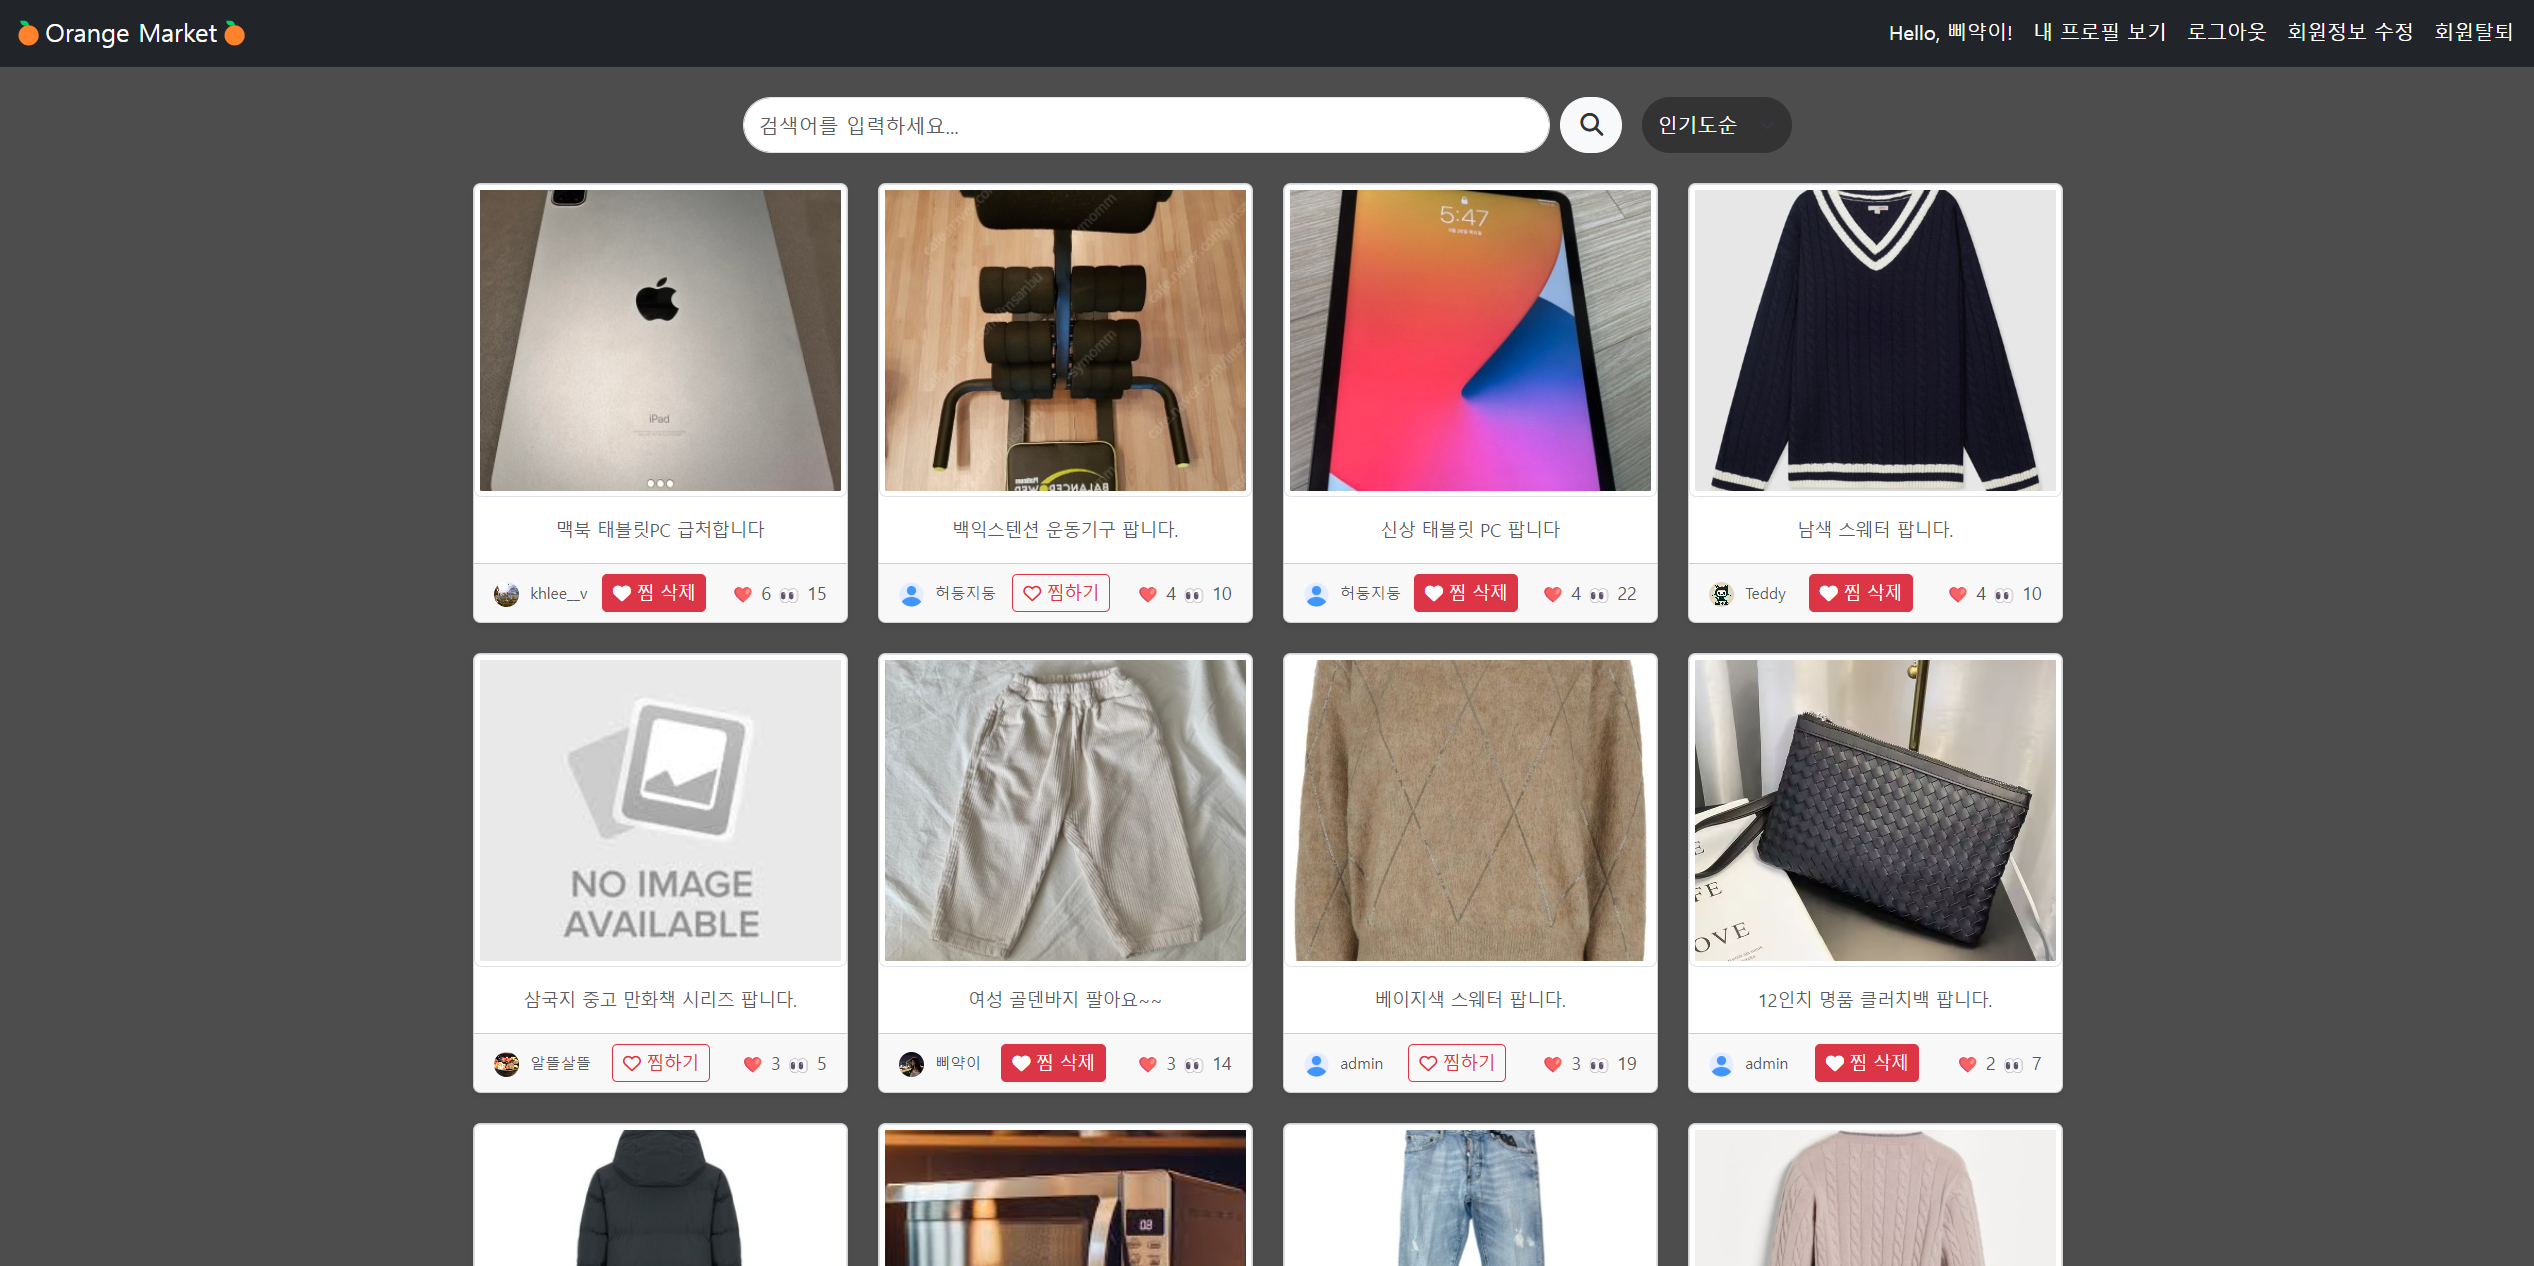 Orange Market
Hello, 삐약이! 내 프로필 보기 로그아웃 회원정보 수정 회원탈퇴
검색어를 입력하세요...
인기도순
iPad
5:47
BALANCEPOWER
맥북 태블릿PC 급처합니다
백익스텐션 운동기구 팝니다.
신상 태블릿 PC 팝니다
남색 스웨터 팝니다.
khlee__v 찜 삭제 6 15
허둥지둥 찜하기 4 10
허둥지둥 찜 삭제 4 22
Teddy 찜 삭제 4 10
NO IMAGE
AVAILABLE
OVE
삼국지 중고 만화책 시리즈 팝니다.
여성 골덴바지 팔아요~~
베이지색 스웨터 팝니다.
12인치 명품 클러치백 팝니다.
알뜰살뜰 찜하기 3 5
삐약이 찜 삭제 3 14
admin 찜하기 3 19
admin 찜 삭제 2 7
03